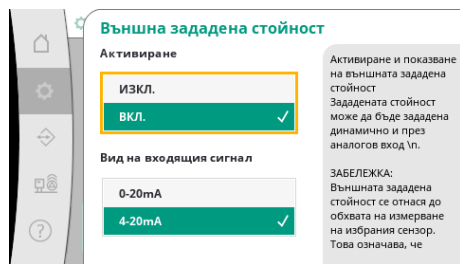 Външна зададена стойност
Активиране
ИЗКЛ.
ВКЛ.
Вид на входящия сигнал
0-20mA
4-20mA
Активиране и показване
на външната зададена
стойност
Зададената стойност
може да бъде зададена
динамично и през
аналогов вход \n.
ЗАБЕЛЕЖКА:
Външната зададена
стойност се отнася до
обхвата на измерване
на избрания сензор.
Това означава, че